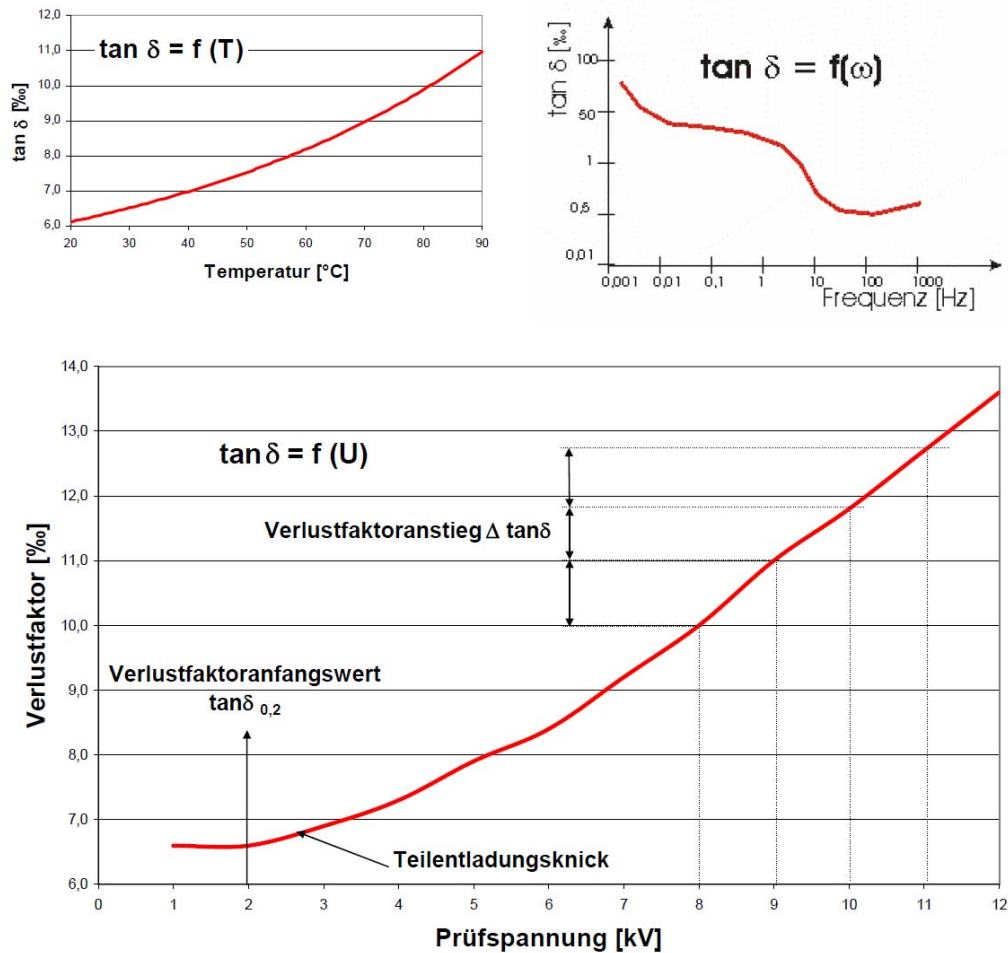 tan δ = f (T)
tan δ [‰]
12,0
11,0
10,0
9,0
8,0
7,0
6,0
20 30 40 50 60 70 80 90
Temperatur [°C]
tan δ = f(ω)
tan δ [‰]
100
50
1
0,5
0,01
0,001 0,01 0,1 1 10 100 1000
Frequenz [Hz]
tan δ = f (U)
Verlustfaktor [‰]
14,0
13,0
12,0
11,0
10,0
9,0
8,0
7,0
6,0
Verlustfaktoranstieg Δ tanδ
Verlustfaktoranfangswert
tanδ 0,2
Teilentladungsknick
0 1 2 3 4 5 6 7 8 9 10 11 12
Prüfspannung [kV]